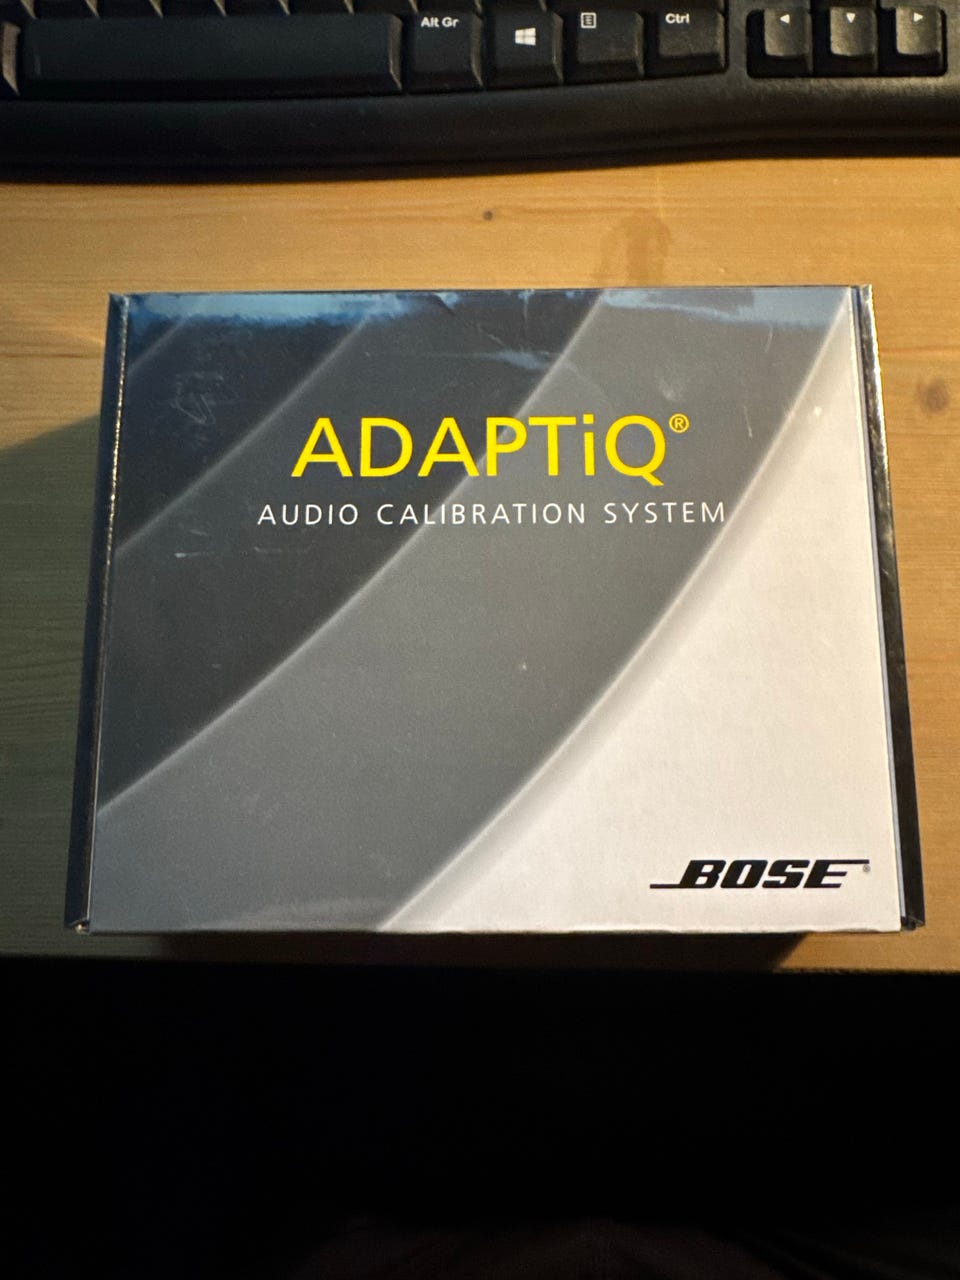 Alt Gr
Ctrl
ADAPTiQ®
AUDIO CALIBRATION SYSTEM
BOSE®